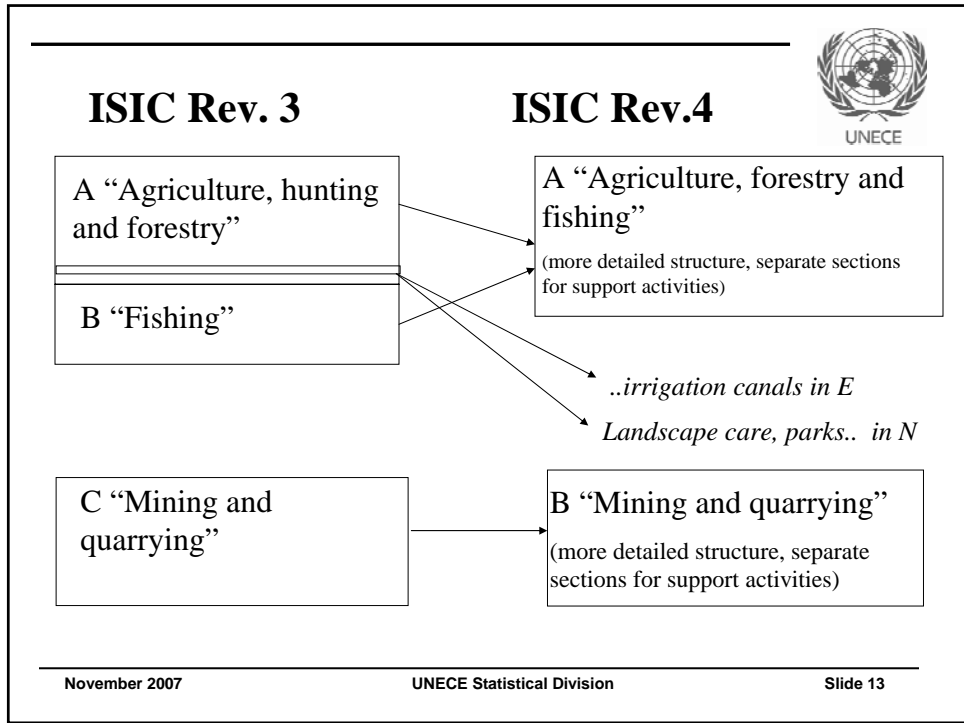 ISIC Rev. 3
ISIC Rev.4
UNECE
A “Agriculture, hunting
and forestry”
B “Fishing”
A “Agriculture, forestry and
fishing”
(more detailed structure, separate sections
for support activities)
..irrigation canals in E
Landscape care, parks.. in N
C “Mining and
quarrying”
B “Mining and quarrying”
(more detailed structure, separate
sections for support activities)
November 2007
UNECE Statistical Division
Slide 13